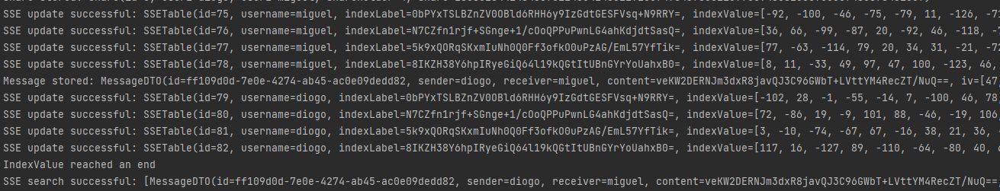 SSE update successful: SSETable(id=75, username=miguel, indexLabel=0bPYxTSLBZnZV0OBld6RHH6y9IzGdtGESFVsq+N9RRY=, indexValue=[-92, -100, -46, -75, -79, 11, -126, -7
SSE update successful: SSETable(id=76, username=miguel, indexLabel=N7CZfn1rjf+SGnge+1/cOoQPPuPwnLG4ahKdjdtSasQ=, indexValue=[36, 66, -99, -87, 20, -92, 46, -118, -
SSE update successful: SSETable(id=77, username=miguel, indexLabel=5k9xQORqSKxmIuNh0Q0Ff3ofkO0uPzAG/EmL57YfTik=, indexValue=[77, -63, -114, 79, 20, 34, 31, -21, -7
SSE update successful: SSETable(id=78, username=miguel, indexLabel=8IKZH38Y6hpIRyeGiQ64l19kQGtItUBnGYrYoUahxB0=, indexValue=[8, 11, -33, 49, 97, 47, 100, -123, 46,
Message stored: MessageDTO(id=ff109d0d-7e0e-4274-ab45-ac0e09dedd82, sender=diogo, receiver=miguel, content=veKW2DERNJm3dxR8javQJ3C96GWbT+LVttYM4RecZT/NuQ==, iv=[47,
SSE update successful: SSETable(id=79, username=diogo, indexLabel=0bPYxTSLBZnZV0OBld6RHH6y9IzGdtGESFVsq+N9RRY=, indexValue=[-102, 28, -1, -55, -14, 7, -100, 46, 78
SSE update successful: SSETable(id=80, username=diogo, indexLabel=N7CZfn1rjf+SGnge+1/cOoQPPuPwnLG4ahKdjdtSasQ=, indexValue=[72, -86, 19, -9, 101, 88, -46, -19, 106
SSE update successful: SSETable(id=81, username=diogo, indexLabel=5k9xQORqSKxmIuNh0Q0Ff3ofkO0uPzAG/EmL57YfTik=, indexValue=[3, -10, -74, -67, 67, -16, 38, 21, 36, -
SSE update successful: SSETable(id=82, username=diogo, indexLabel=8IKZH38Y6hpIRyeGiQ64l19kQGtItUBnGYrYoUahxB0=, indexValue=[117, 16, -127, 89, -110, -64, -80, 40,
IndexValue reached an end
SSE search successful: [MessageDTO(id=ff109d0d-7e0e-4274-ab45-ac0e09dedd82, sender=diogo, receiver=miguel, content=veKW2DERNJm3dxR8javQJ3C96GWbT+LVttYM4RecZT/NuQ==